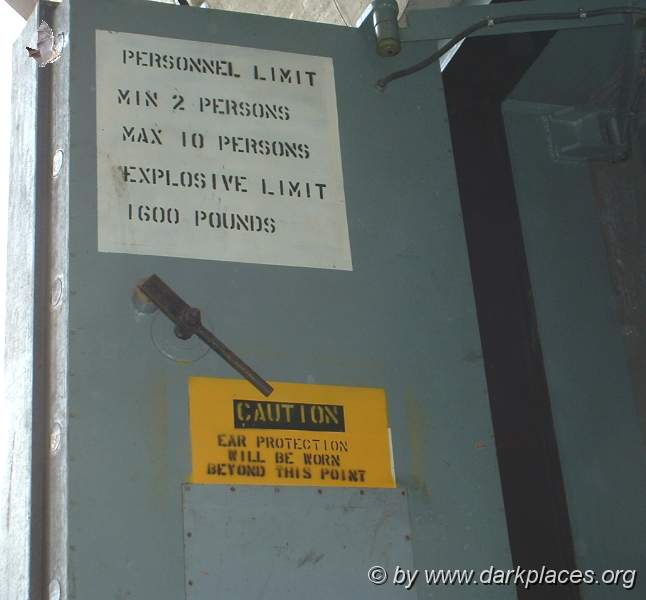 PERSONNEL LIMIT
MIN 2 PERSONS
MAX 10 PERSONS
EXPLOSIVE LIMIT
1600 POUNDS
CAUTION
EAR PROTECTION
WILL BE WORN
BEYOND THIS POINT
© by www.darkplaces.org